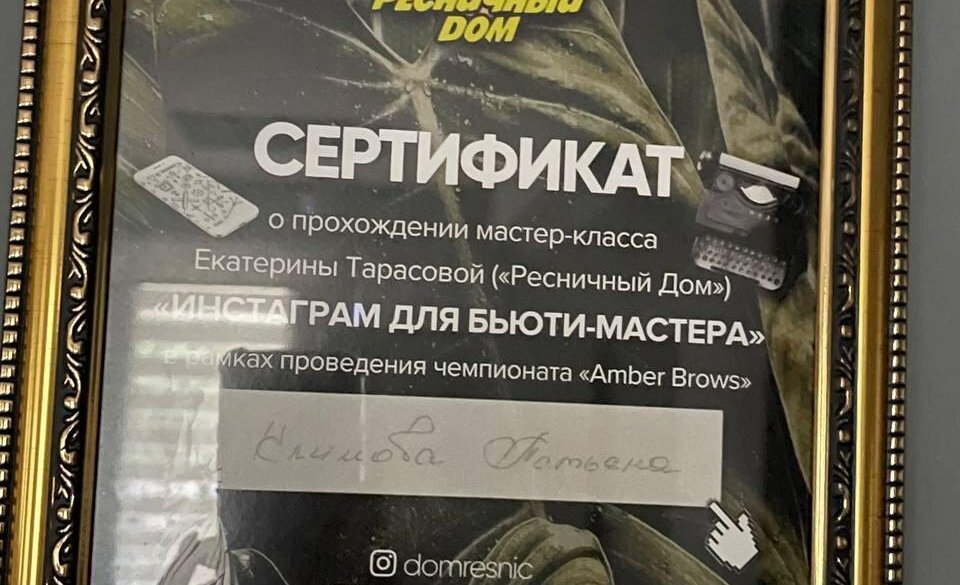 Ресничный
ДОМ
СЕРТИФИКАТ
о прохождении мастер-класса
Екатерины Тарасовой («Ресничный Дом»)
«ИНСТАГРАМ ДЛЯ БЬЮТИ-МАСТЕРА»
в рамках проведения чемпионата «Amber Brows»
Климова Татьяна
domresnic